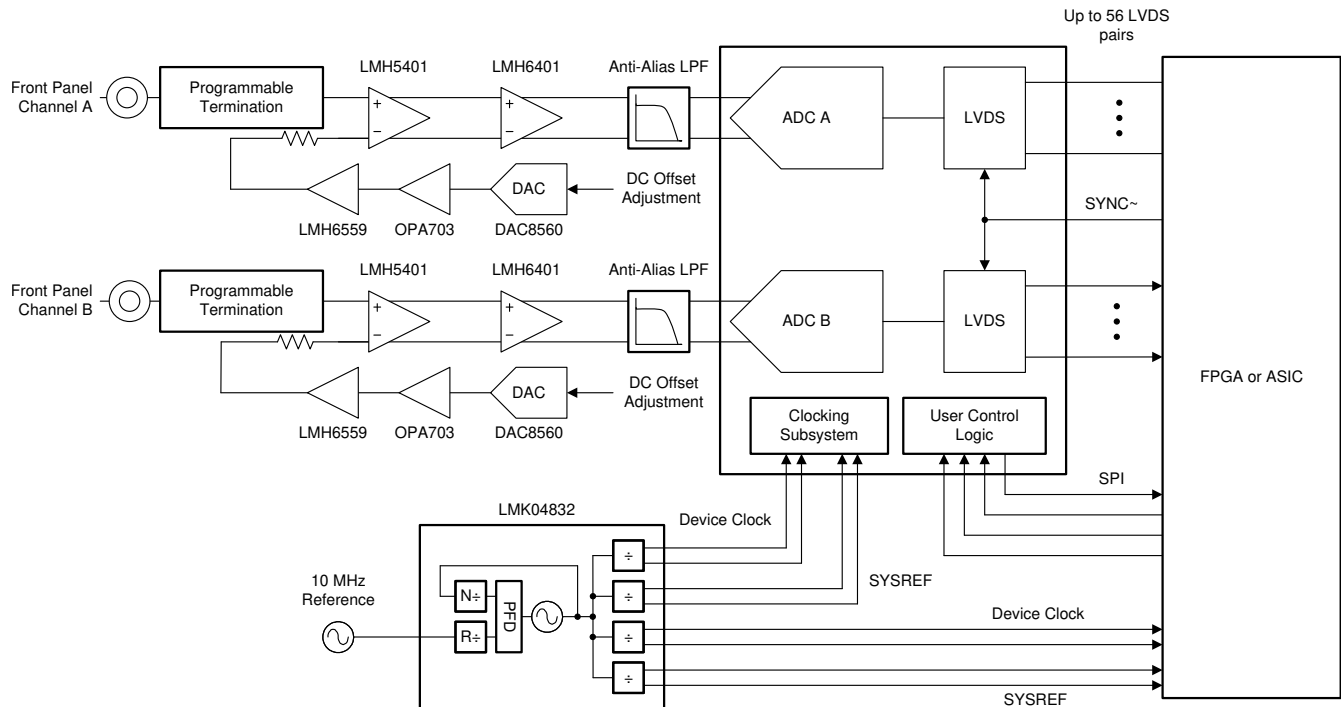 Up to 56 LVDS
pairs
LMH5401
LMH6401
Anti-Alias LPF
Front Panel
Channel A
Programmable
Termination
+
−
+
−
ADC A
LVDS
DAC
DC Offset
Adjustment
LMH6559
OPA703
DAC8560
SYNC~
LMH5401
LMH6401
Anti-Alias LPF
Front Panel
Channel B
Programmable
Termination
+
−
+
−
ADC B
LVDS
FPGA or ASIC
DAC
DC Offset
Adjustment
LMH6559
OPA703
DAC8560
Clocking
Subsystem
User Control
Logic
SPI
LMK04832
Device Clock
÷
10 MHz
Reference
N÷
PFD
R÷
÷
SYSREF
Device Clock
÷
÷
SYSREF